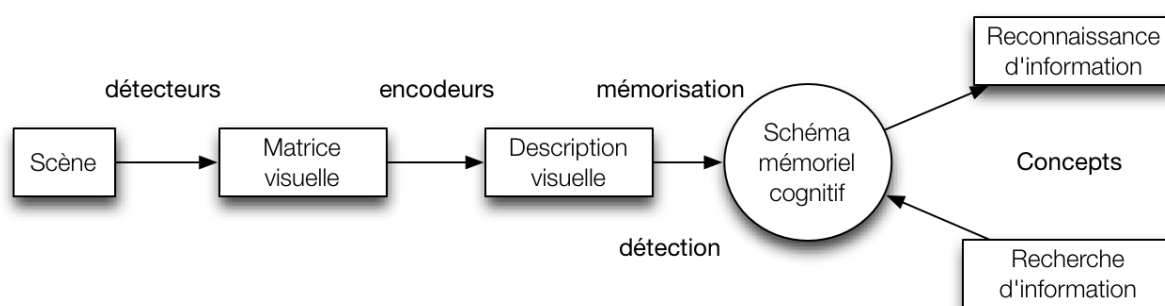 Reconnaissance
d'information
détecteurs
encodeurs
mémorisation
Scène
Matrice
visuelle
Description
visuelle
Schéma
mémoriel
cognitif
Concepts
détection
Recherche
d'information